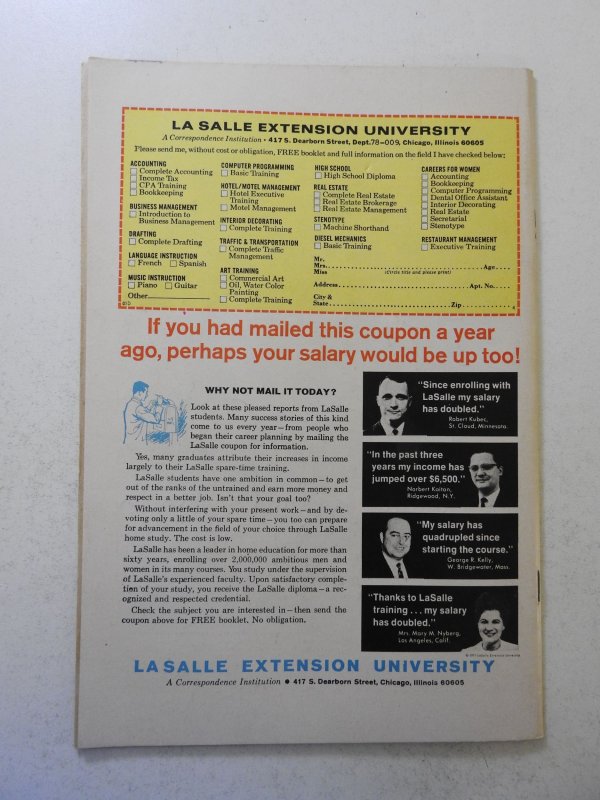 LA SALLE EXTENSION UNIVERSITY
A Correspondence Institution • 417 S. Dearborn Street, Dept. 78-009, Chicago, Illinois 60605
Please send me, without cost or obligation, FREE booklet and full information on the field I have checked below:
ACCOUNTING
Complete Accounting
Income Tax
CPA Training
Bookkeeping
BUSINESS MANAGEMENT
Introduction to
Business Management
DRAFTING
Complete Drafting
LANGUAGE INSTRUCTION
French Spanish
MUSIC INSTRUCTION
Piano Guitar
Other
COMPUTER PROGRAMMING
Basic Training
HOTEL/MOTEL MANAGEMENT
Hotel Executive
Training
Motel Management
INTERIOR DECORATING
Complete Training
TRAFFIC & TRANSPORTATION
Complete Traffic
Management
ART TRAINING
Commercial Art
Oil, Water Color
Painting
Complete Training
HIGH SCHOOL
High School Diploma
REAL ESTATE
Complete Real Estate
Real Estate Brokerage
Real Estate Management
STENOTYPE
Machine Shorthand
DIESEL MECHANICS
Basic Training
CAREERS FOR WOMEN
Accounting
Bookkeeping
Computer Programming
Dental Office Assistant
Interior Decorating
Real Estate
Secretarial
Stenotype
RESTAURANT MANAGEMENT
Executive Training
Mr.
Mrs. Age
Miss (Circle title and please print)
Address Apt. No.
City &
State Zip
If you had mailed this coupon a year
ago, perhaps your salary would be up too!
WHY NOT MAIL IT TODAY?
Look at these pleased reports from LaSalle
students. Many success stories of this kind
come to us every year—from people who
began their career planning by mailing the
LaSalle coupon for information.
Yes, many graduates attribute their increases in income
largely to their LaSalle spare-time training.
LaSalle students have one ambition in common—to get
out of the ranks of the untrained and earn more money and
respect in a better job. Isn't that your goal too?
Without interfering with your present work—and by de-
voting only a little of your spare time—you too can prepare
for advancement in the field of your choice through LaSalle
home study. The cost is low.
LaSalle has been a leader in home education for more than
sixty years, enrolling over 2,000,000 ambitious men and
women in its many courses. You study under the supervision
of LaSalle's experienced faculty. Upon satisfactory comple-
tion of your study, you receive the LaSalle diploma—a rec-
ognized and respected credential.
Check the subject you are interested in—then send the
coupon above for FREE booklet. No obligation.
"Since enrolling with
LaSalle my salary
has doubled."
Robert Kubec,
St. Cloud, Minnesota.
"In the past three
years my income has
jumped over $6,500."
Norbert Koiton,
Ridgewood, N.Y.
"My salary has
quadrupled since
starting the course."
George R. Kelly,
W. Bridgewater, Mass.
"Thanks to LaSalle
training . . . my salary
has doubled."
Mrs. Mary M. Nyberg,
Los Angeles, Calif.
LASALLE EXTENSION UNIVERSITY
A Correspondence Institution • 417 S. Dearborn Street, Chicago, Illinois 60605